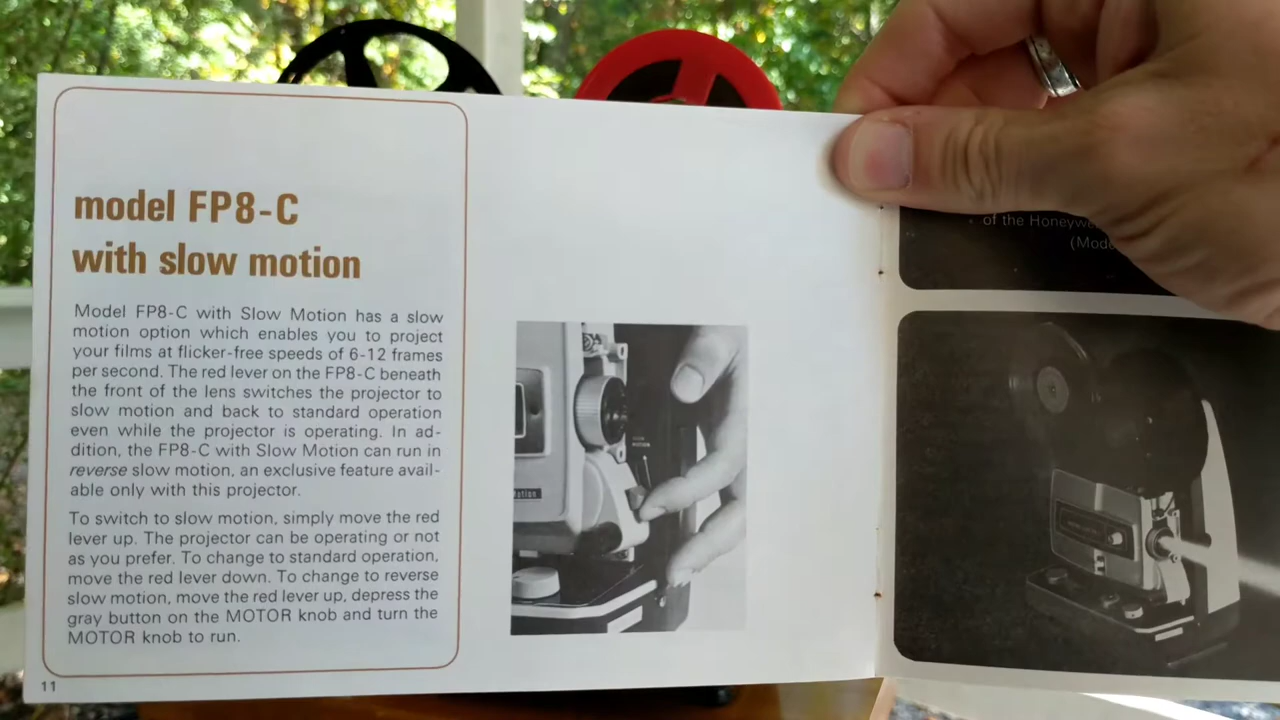 model FP8-C
with slow motion
Model FP8-C with Slow Motion has a slow
motion option which enables you to project
your films at flicker-free speeds of 6-12 frames
per second. The red lever on the FP8-C beneath
the front of the lens switches the projector to
slow motion and back to standard operation
even while the projector is operating. In ad-
dition, the FP8-C with Slow Motion can run in
reverse slow motion, an exclusive feature avail-
able only with this projector.
To switch to slow motion, simply move the red
lever up. The projector can be operating or not
as you prefer. To change to standard operation,
move the red lever down. To change to reverse
slow motion, move the red lever up, depress the
gray button on the MOTOR knob and turn the
MOTOR knob to run.
11
SLOW
MOTION
of the